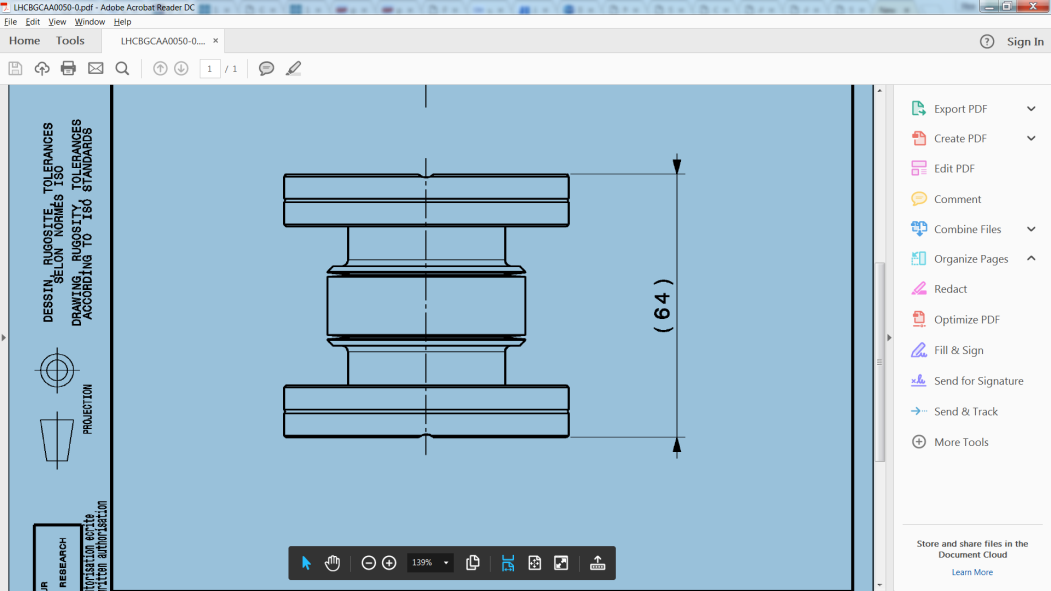 LHCBGCAA0050-0.pdf - Adobe Acrobat Reader DC
File Edit View Window Help
Home Tools LHCBGCAA0050-0.... × Sign In
1 / 1
DESSIN, RUGOSITE, TOLERANCES
SELON NORMES ISO
DRAWING, RUGOSITY, TOLERANCES
ACCORDING TO ISO STANDARDS
PROJECTION
(64)
torisation ecrite
ritten authorisation
RESEARCH
UR
139%
Export PDF
Create PDF
Edit PDF
Comment
Combine Files
Organize Pages
Redact
Optimize PDF
Fill & Sign
Send for Signature
Send & Track
More Tools
Store and share files in the
Document Cloud
Learn More